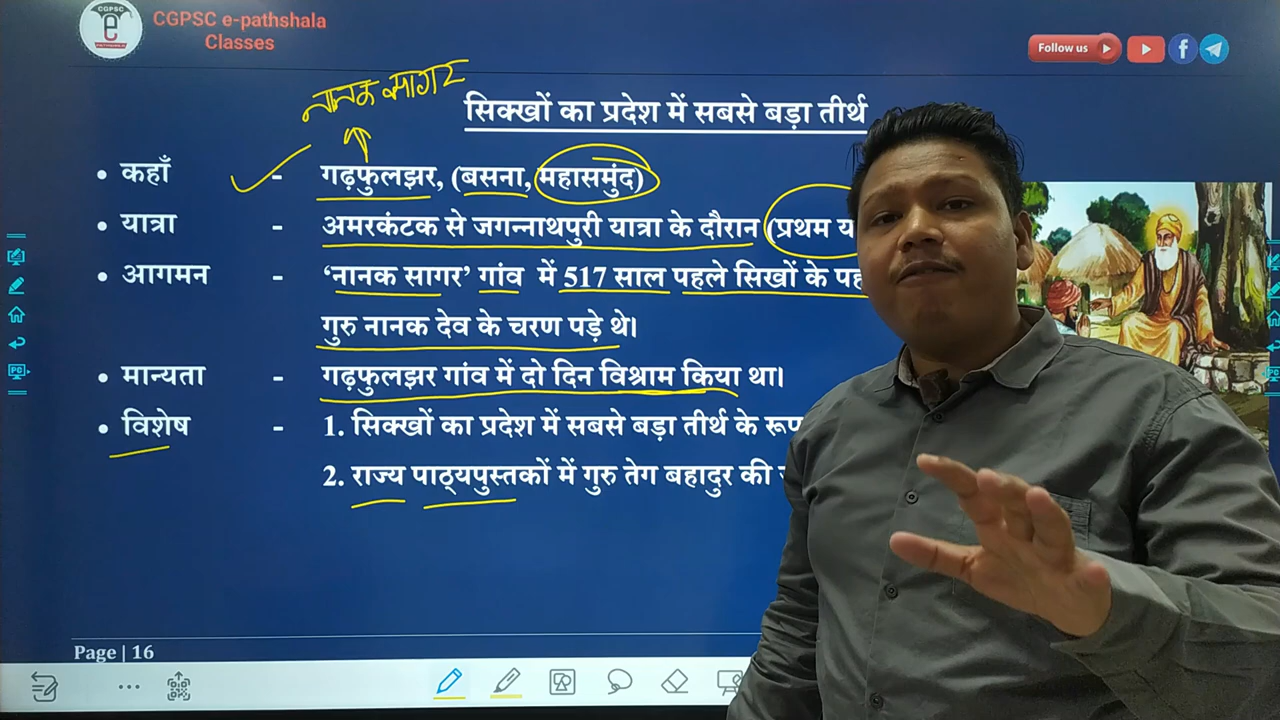 CGPSC e-pathshala
Classes
Follow us
नानक सागर
सिक्खों का प्रदेश में सबसे बड़ा तीर्थ
• कहाँ - गढ़फुलझर, (बसना, महासमुंद)
• यात्रा - अमरकंटक से जगन्नाथपुरी यात्रा के दौरान (प्रथम
• आगमन - ‘नानक सागर’ गांव में 517 साल पहले सिखों के
गुरु नानक देव के चरण पड़े थे।
• मान्यता - गढ़फुलझर गांव में दो दिन विश्राम किया था।
• विशेष - 1. सिक्खों का प्रदेश में सबसे बड़ा तीर्थ के
2. राज्य पाठ्यपुस्तकों में गुरु तेग बहादुर की
Page | 16